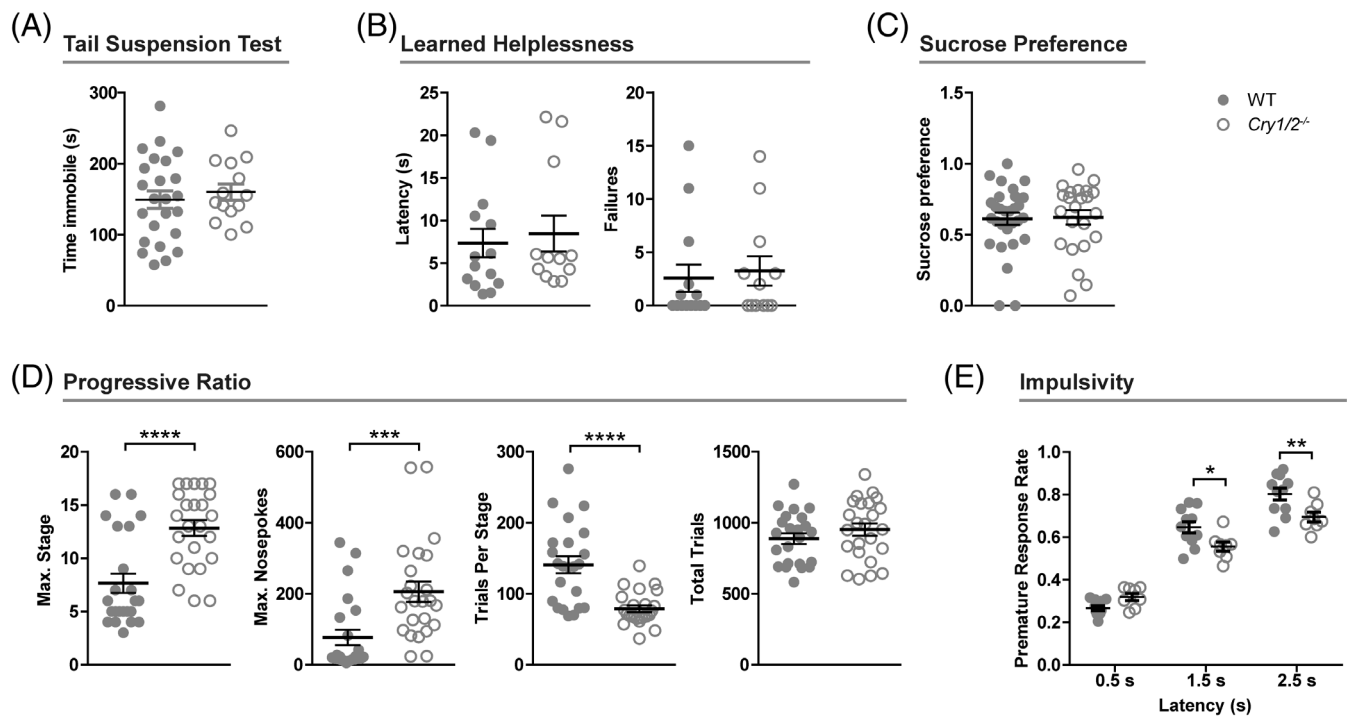 (A) Tail Suspension Test
Time immobile (s)
300
200
100
0
(B) Learned Helplessness
Latency (s)
25
20
15
10
5
0
Failures
20
15
10
5
0
(C) Sucrose Preference
Sucrose preference
1.5
1.0
0.5
0.0
WT
Cry1/2-/-
(D) Progressive Ratio
Max. Stage
20
15
10
5
0
****
Max. Nosepokes
600
400
200
0
***
Trials Per Stage
300
200
100
0
****
Total Trials
1500
1000
500
0
(E) Impulsivity
Premature Response Rate
1.0
0.8
0.6
0.4
0.2
0.0
*
**
0.5 s 1.5 s 2.5 s
Latency (s)